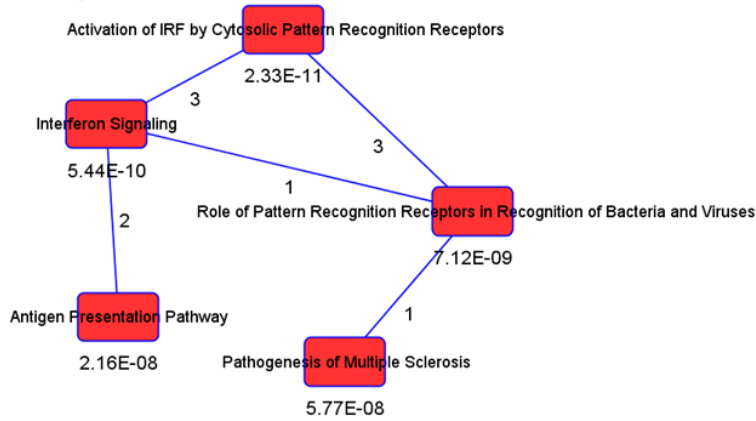 Activation of IRF by Cytosolic Pattern Recognition Receptors
2.33E-11
3
Interferon Signaling
5.44E-10
3
1
Role of Pattern Recognition Receptors in Recognition of Bacteria and Viruses
7.12E-09
2
Antigen Presentation Pathway
2.16E-08
1
Pathogenesis of Multiple Sclerosis
5.77E-08